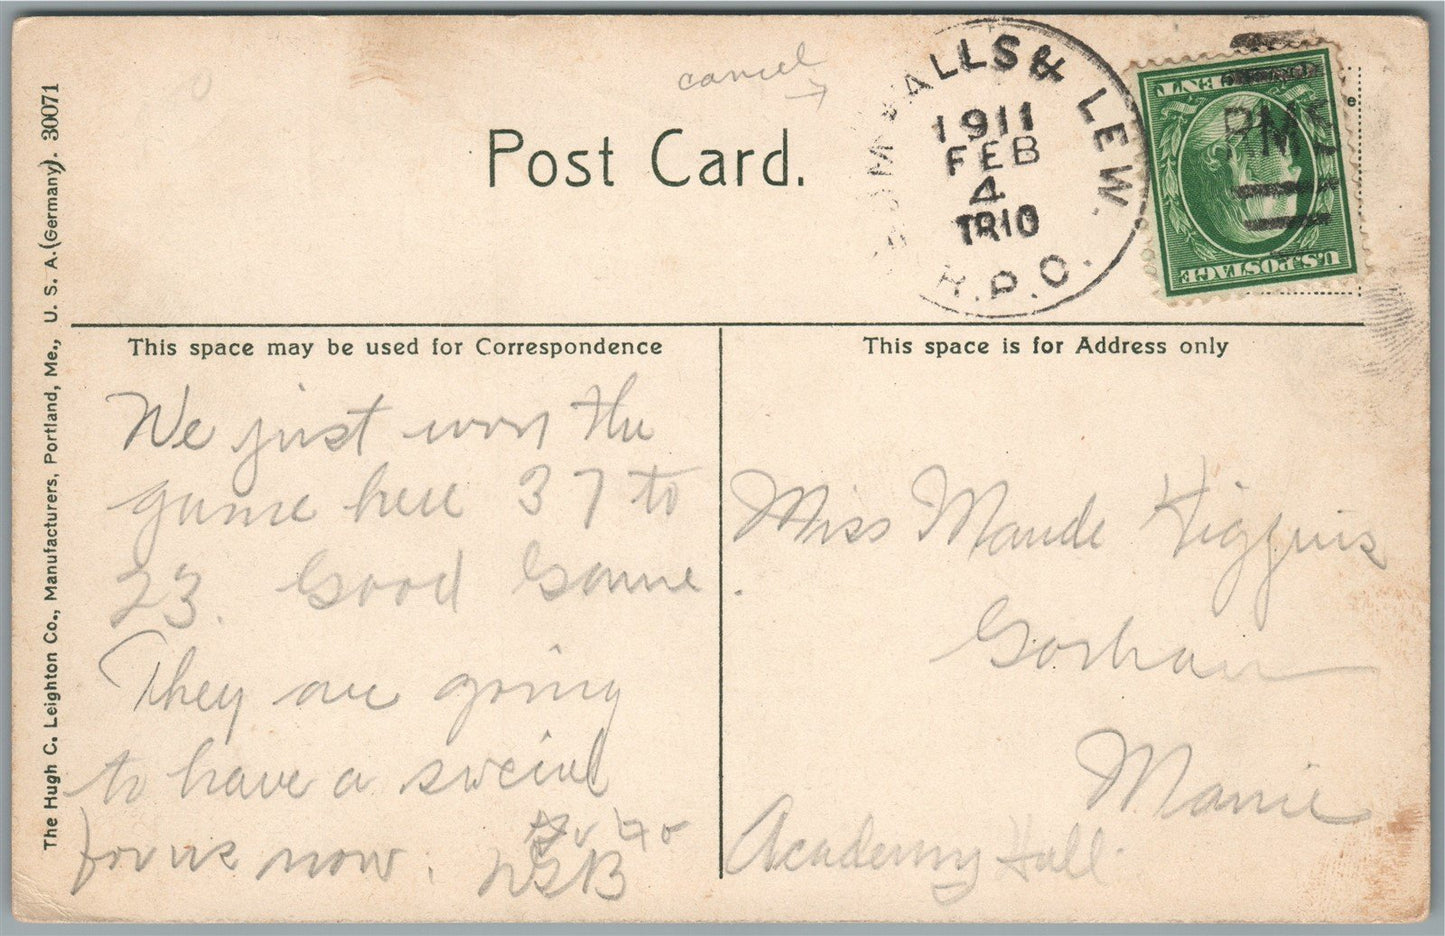 cancel
Post Card.
ALLS & LEW.
1911
FEB
4
TR10
R.P.O.
RMS
U.S. POSTAGE
The Hugh C. Leighton Co., Manufacturers, Portland, Me., U. S. A. (Germany). 30071
This space may be used for Correspondence
We just won the
game here 37 to
23. Good Game
They are going
to have a social
for us now.
This space is for Address only
Miss Maude Higgins
Gorham
Maine
Academy Hall.